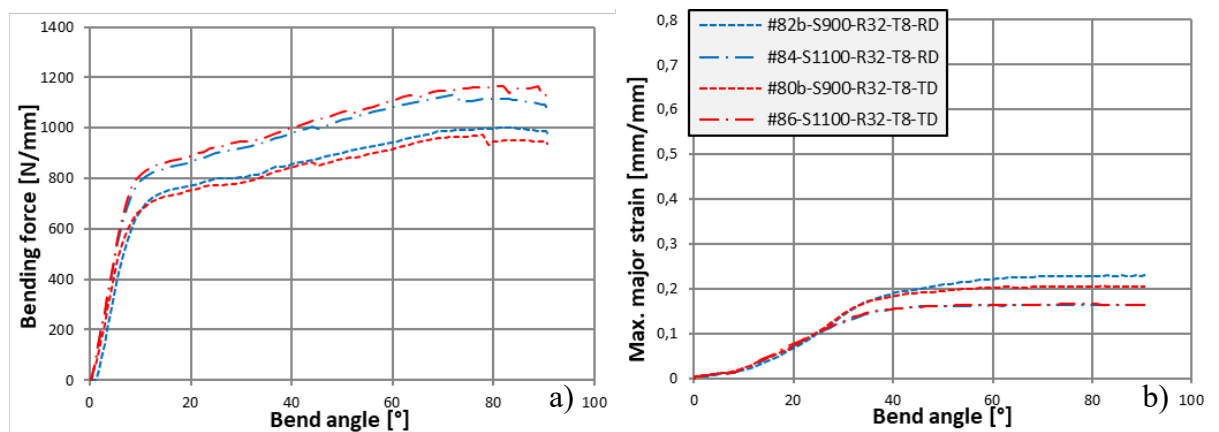 1400
1200
1000
800
600
400
200
0
0 20 40 60 80 100
Bending force [N/mm]
Bend angle [°]
a)
#82b-S900-R32-T8-RD
#84-S1100-R32-T8-RD
#80b-S900-R32-T8-TD
#86-S1100-R32-T8-TD
0,8
0,7
0,6
0,5
0,4
0,3
0,2
0,1
0
0 20 40 60 80 100
Max. major strain [mm/mm]
Bend angle [°]
b)